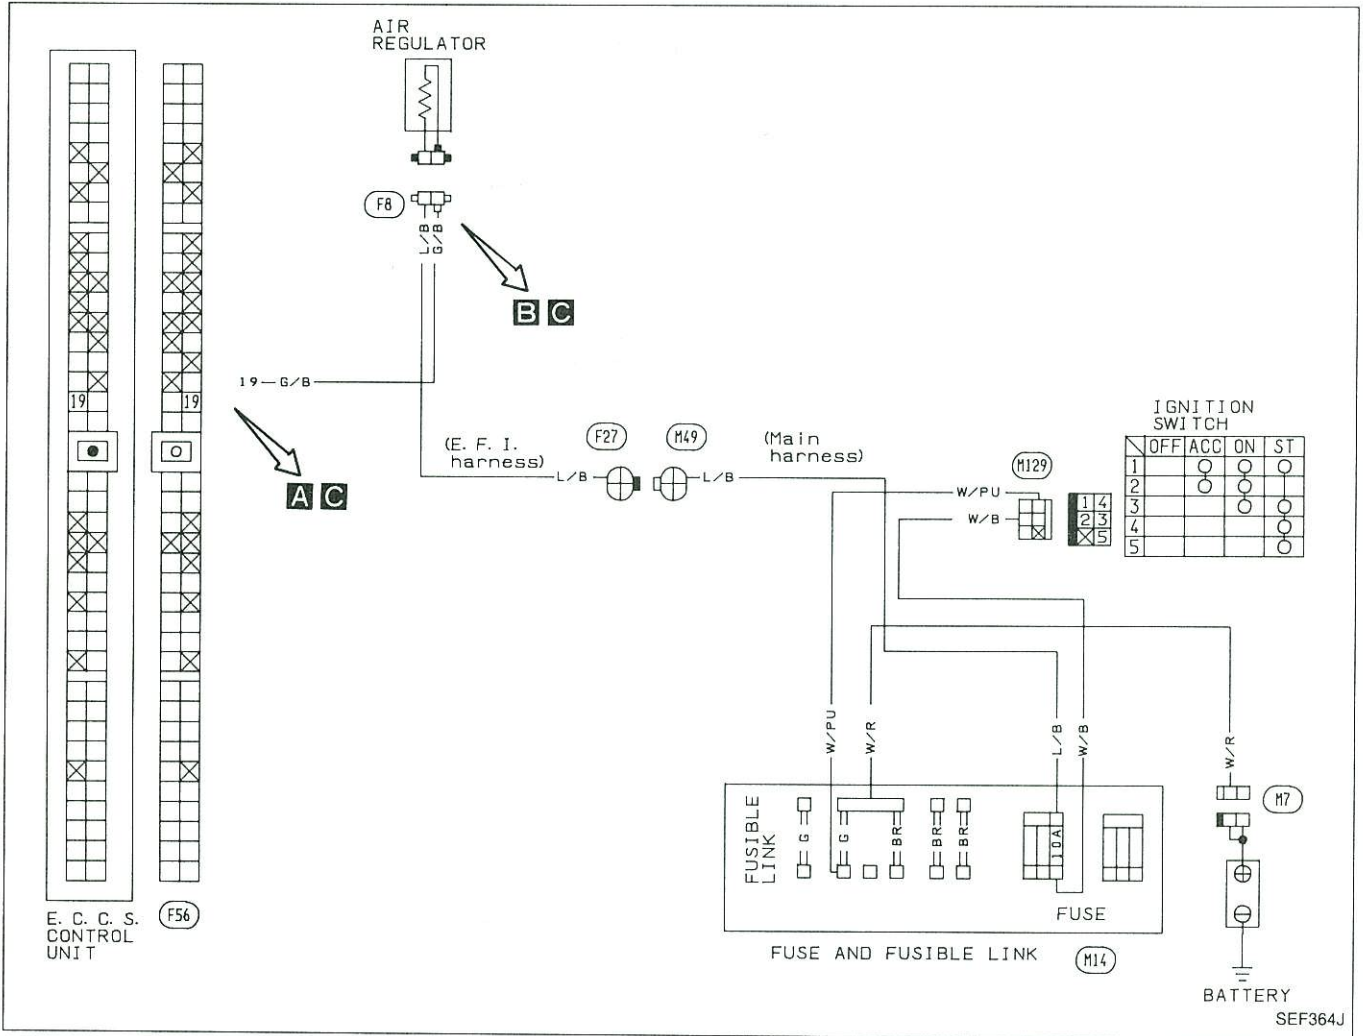 AIR
REGULATOR
F8
L/B
G/B
B C
19 G/B
19
19
A C
(E. F. I.
harness)
L/B
F27
M49
L/B
(Main
harness)
W/PU
W/B
M129
1 4
2 3
5
IGNITION
SWITCH
OFF ACC ON ST
1
2
3
4
5
W/PU
W/R
L/B
W/B
W/R
M7
FUSIBLE
LINK
G
G
BR
BR
BR
10A
FUSE
FUSE AND FUSIBLE LINK
M14
E. C. C. S.
CONTROL
UNIT
F56
BATTERY
SEF364J